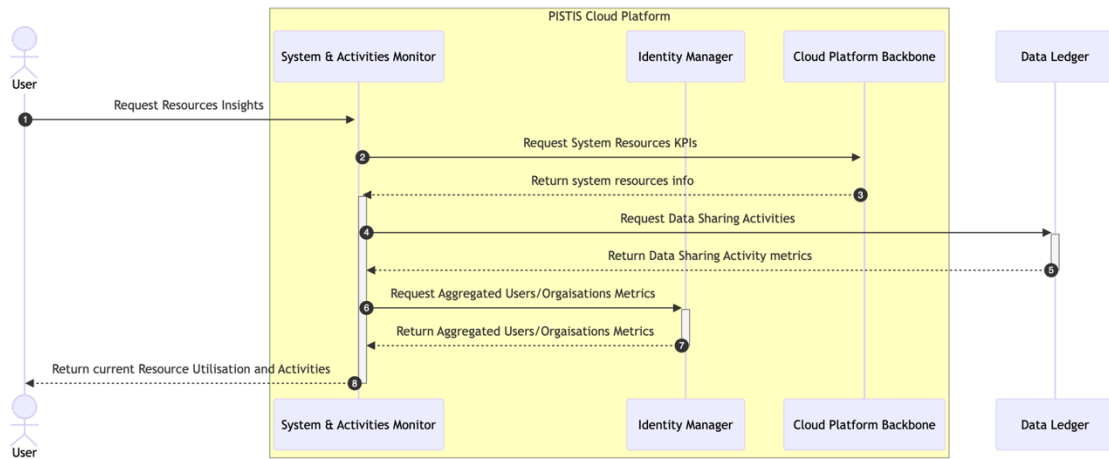 PISTIS Cloud Platform
User
System & Activities Monitor
Identity Manager
Cloud Platform Backbone
Data Ledger
1
Request Resources Insights
2
Request System Resources KPIs
Return system resources info
3
4
Request Data Sharing Activities
Return Data Sharing Activity metrics
5
6
Request Aggregated Users/Orgaisations Metrics
Return Aggregated Users/Orgaisations Metrics
7
Return current Resource Utilisation and Activities
8
User
System & Activities Monitor
Identity Manager
Cloud Platform Backbone
Data Ledger